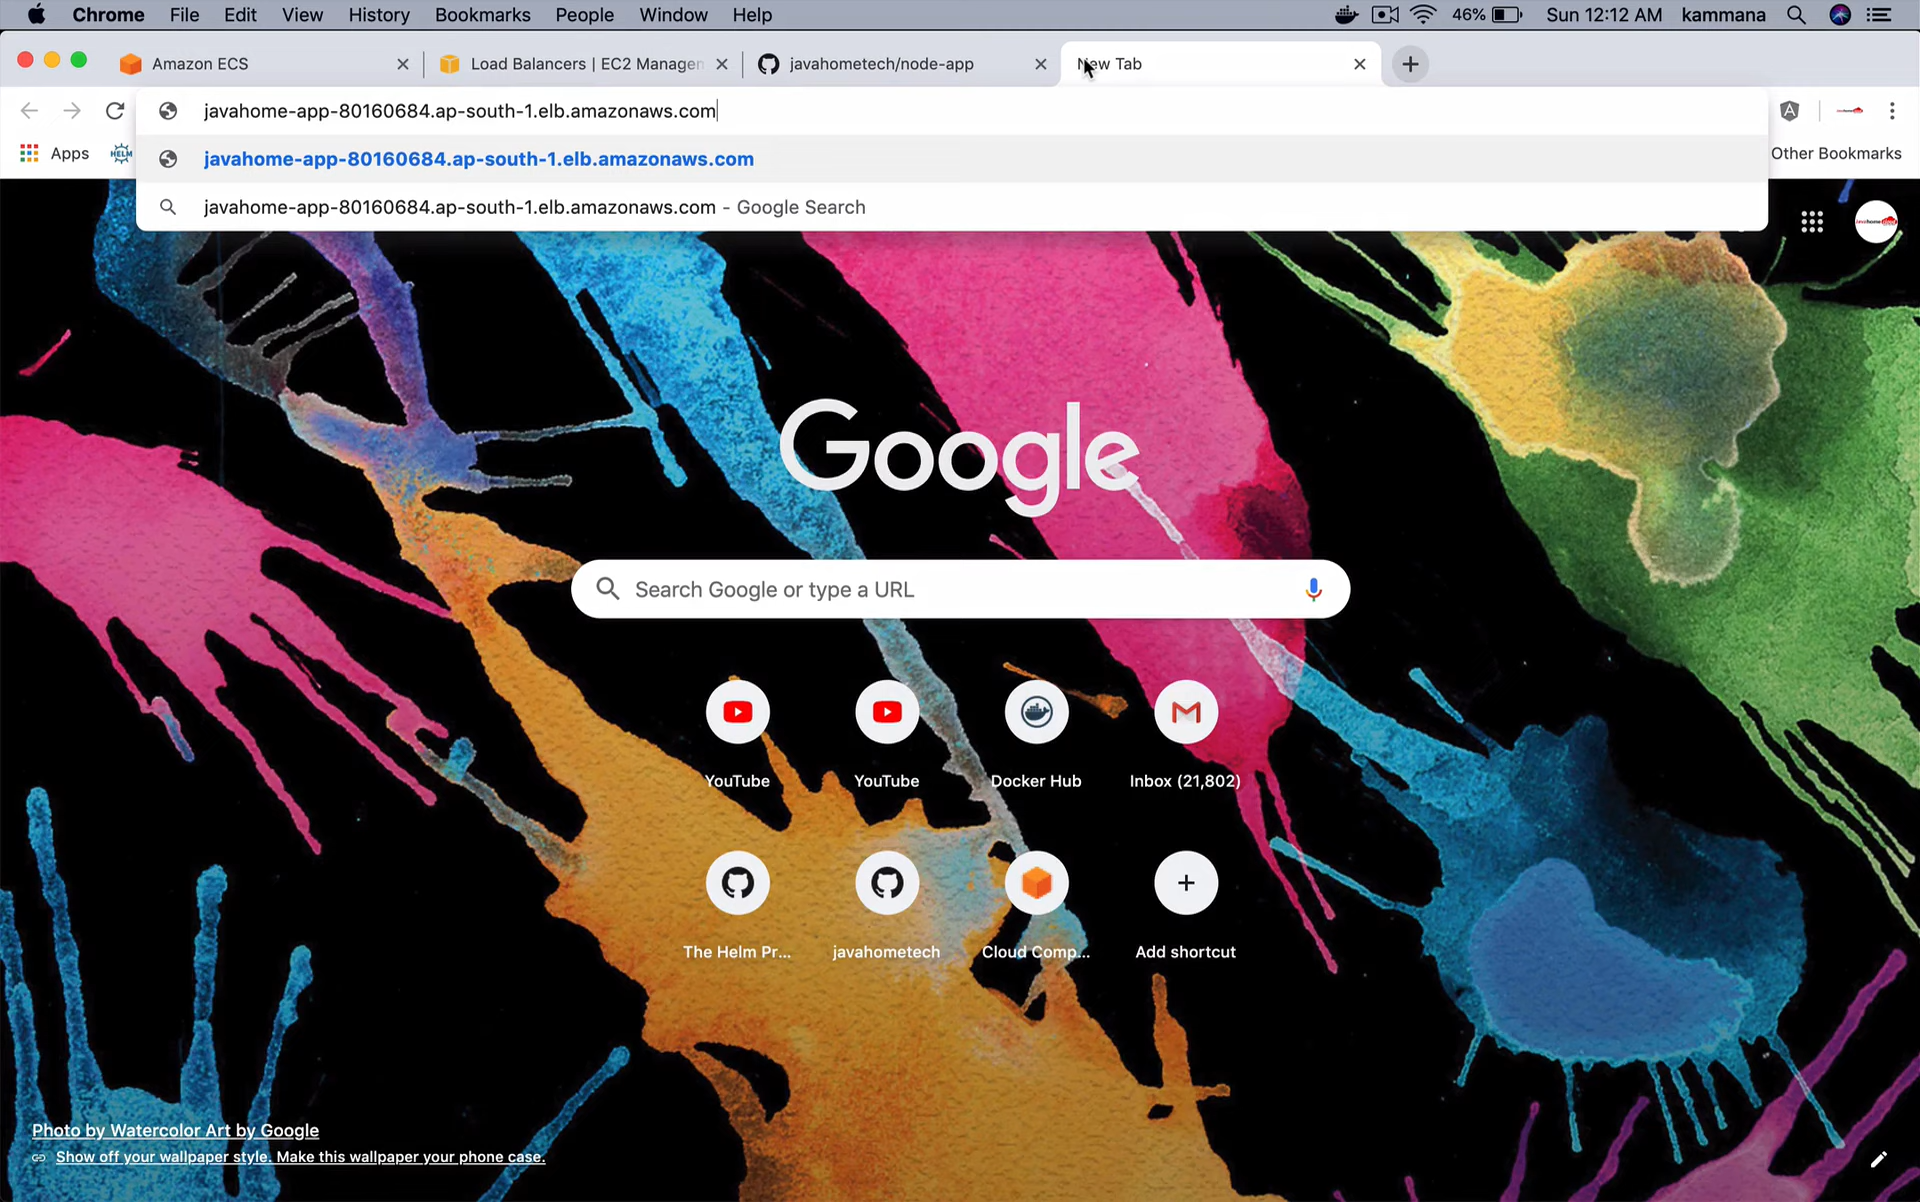 Chrome File Edit View History Bookmarks People Window Help 46% Sun 12:12 AM kammana
Amazon ECS Load Balancers | EC2 Managen javahometech/node-app New Tab
javahome-app-80160684.ap-south-1.elb.amazonaws.com
Apps HELM javahome-app-80160684.ap-south-1.elb.amazonaws.com Other Bookmarks
javahome-app-80160684.ap-south-1.elb.amazonaws.com - Google Search
Google
Search Google or type a URL
YouTube YouTube Docker Hub Inbox (21,802)
The Helm Pr... javahometech Cloud Comp... Add shortcut
Photo by Watercolor Art by Google
Show off your wallpaper style. Make this wallpaper your phone case.